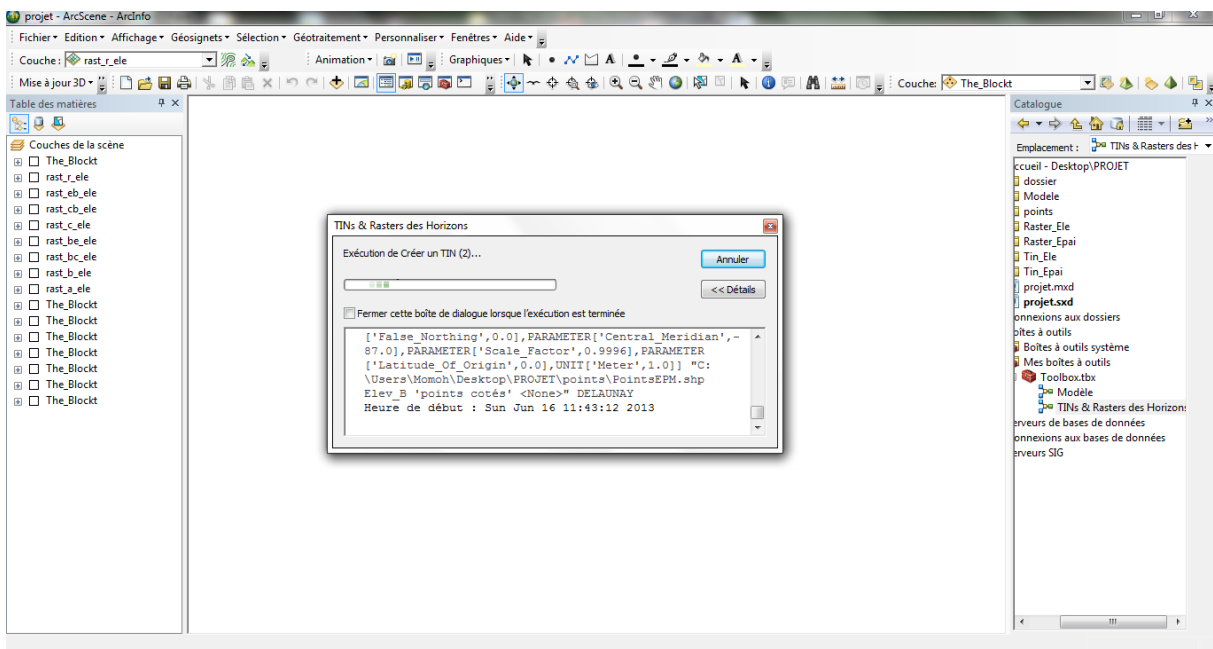 projet - ArcScene - ArcInfo
Fichier Edition Affichage Géosignets Sélection Géotraitement Personnaliser Fenêtres Aide
Couche : rast_r_ele Animation Graphiques A A
Mise à jour 3D Couche: The_Blockt
Table des matières
Couches de la scène
The_Blockt
rast_r_ele
rast_eb_ele
rast_cb_ele
rast_c_ele
rast_be_ele
rast_bc_ele
rast_b_ele
rast_a_ele
The_Blockt
The_Blockt
The_Blockt
The_Blockt
The_Blockt
The_Blockt
The_Blockt
TINs & Rasters des Horizons
Exécution de Créer un TIN (2)...
Annuler
<< Détails
Fermer cette boîte de dialogue lorsque l'exécution est terminée
['False_Northing',0.0],PARAMETER['Central_Meridian',-
87.0],PARAMETER['Scale_Factor',0.9996],PARAMETER
['Latitude_Of_Origin',0.0],UNIT['Meter',1.0]] "C:
\Users\Momoh\Desktop\PROJET\points\PointsEPM.shp
Elev_B 'points cotés' <None>" DELAUNAY
Heure de début : Sun Jun 16 11:43:12 2013
Catalogue
Emplacement : TINs & Rasters des H
ccueil - Desktop\PROJET
dossier
Modele
points
Raster_Ele
Raster_Epai
Tin_Ele
Tin_Epai
projet.mxd
projet.sxd
onnexions aux dossiers
oîtes à outils
Boîtes à outils système
Mes boîtes à outils
Toolbox.tbx
Modèle
TINs & Rasters des Horizons
erveurs de bases de données
onnexions aux bases de données
erveurs SIG